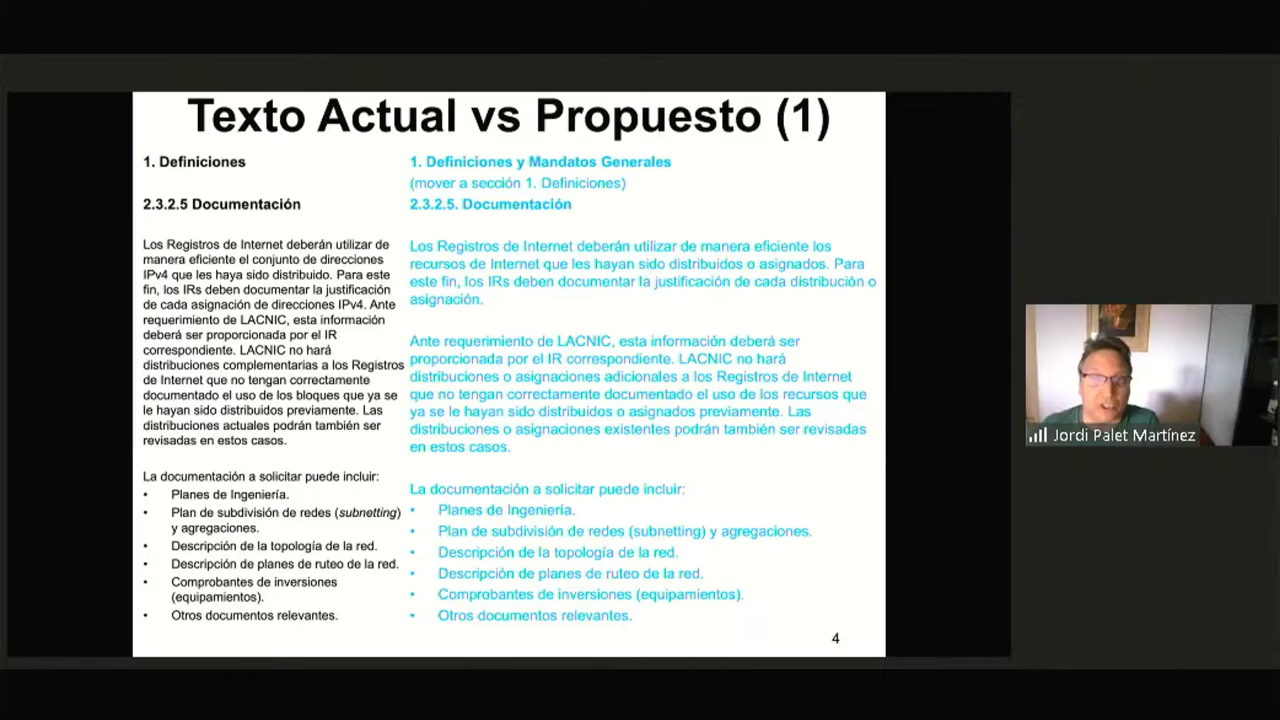 Texto Actual vs Propuesto (1)
1. Definiciones
2.3.2.5 Documentación
Los Registros de Internet deberán utilizar de
manera eficiente el conjunto de direcciones
IPv4 que les haya sido distribuido. Para este
fin, los IRs deben documentar la justificación
de cada asignación de direcciones IPv4. Ante
requerimiento de LACNIC, esta información
deberá ser proporcionada por el IR
correspondiente. LACNIC no hará
distribuciones complementarias a los Registros
de Internet que no tengan correctamente
documentado el uso de los bloques que ya se
le hayan sido distribuidos previamente. Las
distribuciones actuales podrán también ser
revisadas en estos casos.
La documentación a solicitar puede incluir:
• Planes de Ingeniería.
• Plan de subdivisión de redes (subnetting)
y agregaciones.
• Descripción de la topología de la red.
• Descripción de planes de ruteo de la red.
• Comprobantes de inversiones
(equipamientos).
• Otros documentos relevantes.
1. Definiciones y Mandatos Generales
(mover a sección 1. Definiciones)
2.3.2.5. Documentación
Los Registros de Internet deberán utilizar de manera eficiente los
recursos de Internet que les hayan sido distribuidos o asignados. Para
este fin, los IRs deben documentar la justificación de cada distribución o
asignación.
Ante requerimiento de LACNIC, esta información deberá ser
proporcionada por el IR correspondiente. LACNIC no hará
distribuciones o asignaciones adicionales a los Registros de Internet
que no tengan correctamente documentado el uso de los recursos que
ya se le hayan sido distribuidos o asignados previamente. Las
distribuciones o asignaciones existentes podrán también ser revisadas
en estos casos.
La documentación a solicitar puede incluir:
• Planes de Ingeniería.
• Plan de subdivisión de redes (subnetting) y agregaciones.
• Descripción de la topología de la red.
• Descripción de planes de ruteo de la red.
• Comprobantes de inversiones (equipamientos).
• Otros documentos relevantes.
4
Jordi Palet Martínez